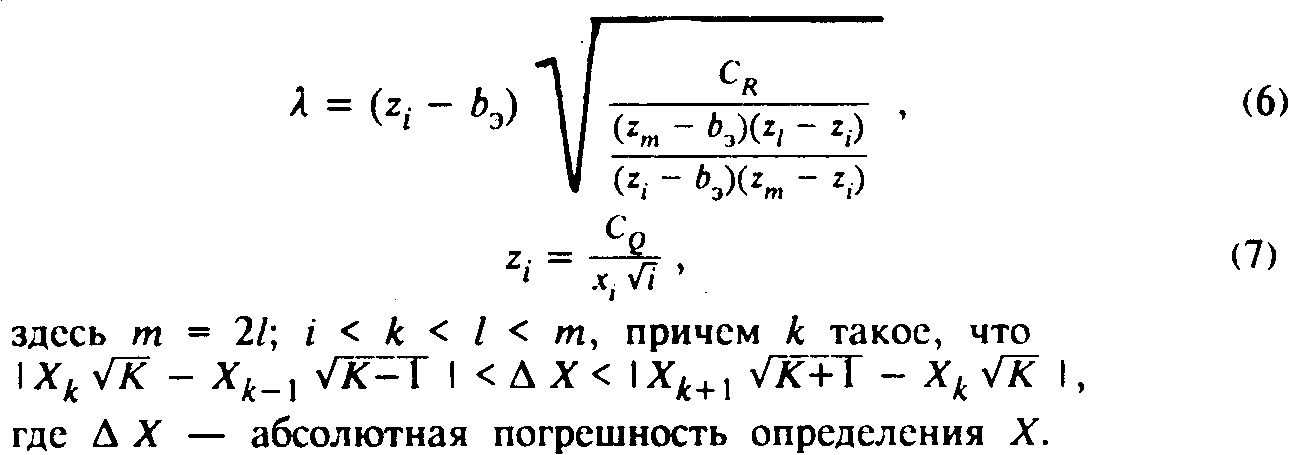 λ = (z_i − b_э) √( C_R / ( (z_m − b_э)(z_l − z_i) / (z_i − b_э)(z_m − z_i) ) ) , (6)
z_i = C_Q / (x_i √i) , (7)
здесь m = 2l; i < k < l < m, причем k такое, что
|X_k √K − X_{k−1} √K−1 | < Δ X < |X_{k+1} √K+1 − X_k √K |,
где Δ X — абсолютная погрешность определения X.